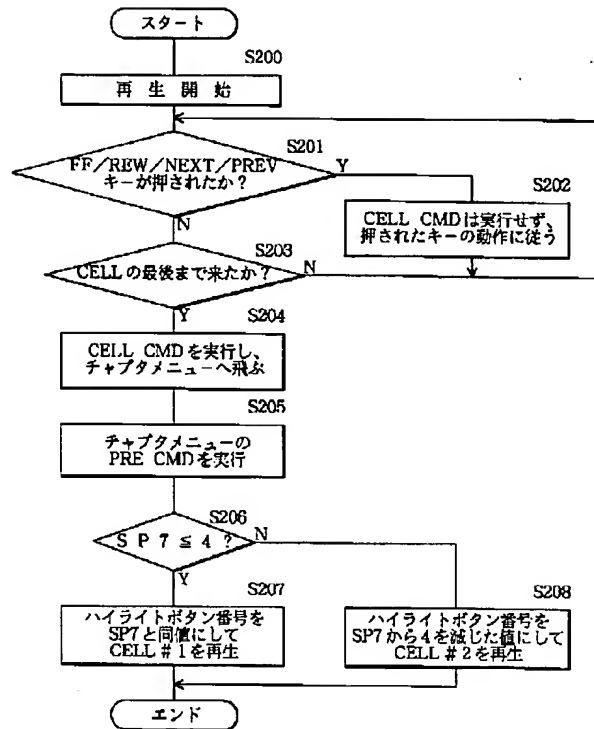 スタート
S200
再 生 開 始
S201
FF/REW/NEXT/PREV
キーが押されたか?
Y
N
S202
CELL CMDは実行せず、
押されたキーの動作に従う
S203
CELLの最後まで来たか?
N
Y
S204
CELL CMDを実行し、
チャプタメニューへ飛ぶ
S205
チャプタメニューの
PRE CMDを実行
S206
S P 7 ≦ 4 ?
N
Y
S207
ハイライトボタン番号を
SP7と同値にして
CELL#1を再生
S208
ハイライトボタン番号を
SP7から4を減じた値にして
CELL#2を再生
エンド